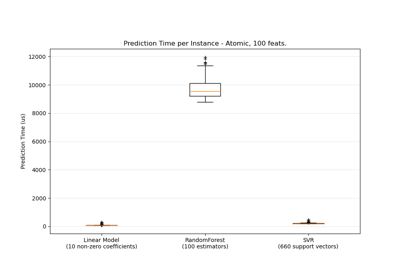 Prediction Time per Instance - Atomic, 100 feats.
12000
10000
8000
6000
4000
2000
0
Prediction Time (us)
Linear Model
(10 non-zero coefficients)
RandomForest
(100 estimators)
SVR
(660 support vectors)